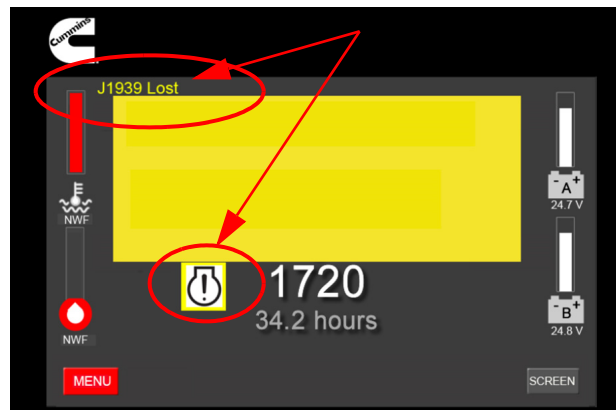 Cummins
J1939 Lost
NWF
- A +
24.7 V
1720
34.2 hours
NWF
- B +
24.8 V
MENU
SCREEN